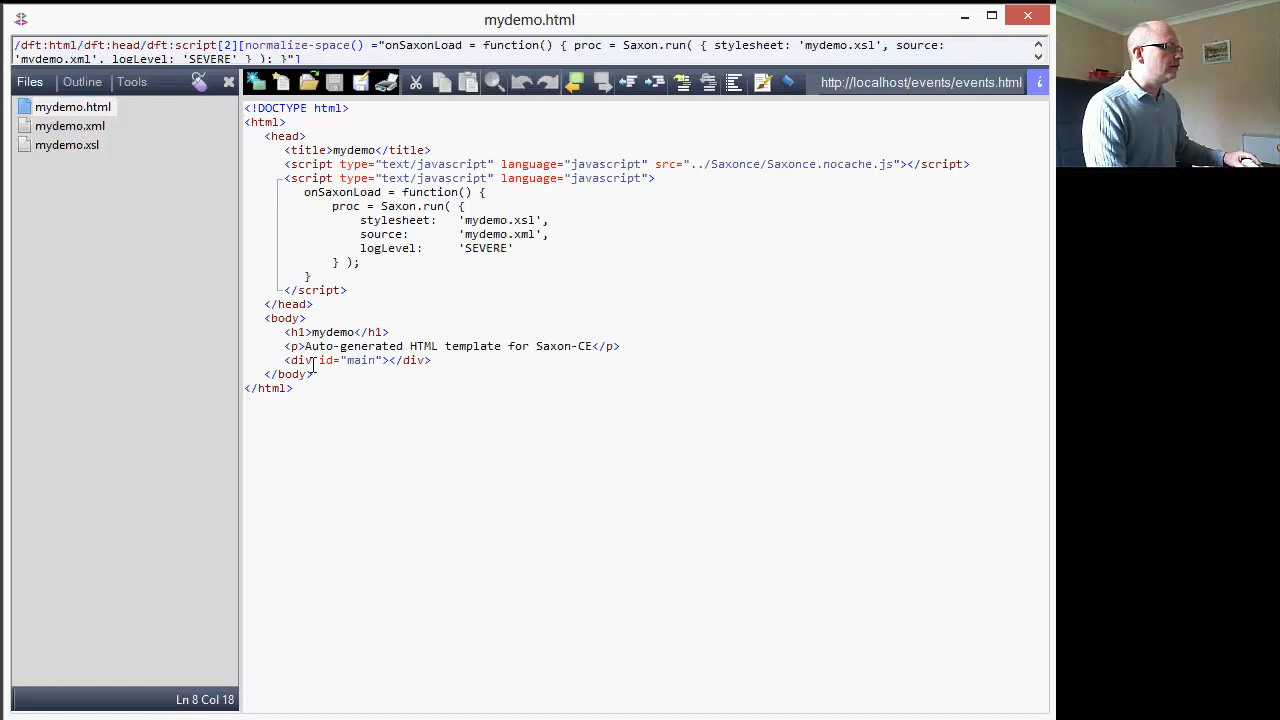 mydemo.html
/dft:html/dft:head/dft:script[2][normalize-space() ="onSaxonLoad = function() { proc = Saxon.run( { stylesheet: 'mydemo.xsl', source:
'mydemo.xml', logLevel: 'SEVERE' } ); }"]
Files Outline Tools
http://localhost/events/events.html
mydemo.html
mydemo.xml
mydemo.xsl
<!DOCTYPE html>
<html>
<head>
<title>mydemo</title>
<script type="text/javascript" language="javascript" src="../Saxonce/Saxonce.nocache.js"></script>
<script type="text/javascript" language="javascript">
onSaxonLoad = function() {
proc = Saxon.run( {
stylesheet: 'mydemo.xsl',
source: 'mydemo.xml',
logLevel: 'SEVERE'
} );
}
</script>
</head>
<body>
<h1>mydemo</h1>
<p>Auto-generated HTML template for Saxon-CE</p>
<div id="main"></div>
</body>
</html>
Ln 8 Col 18